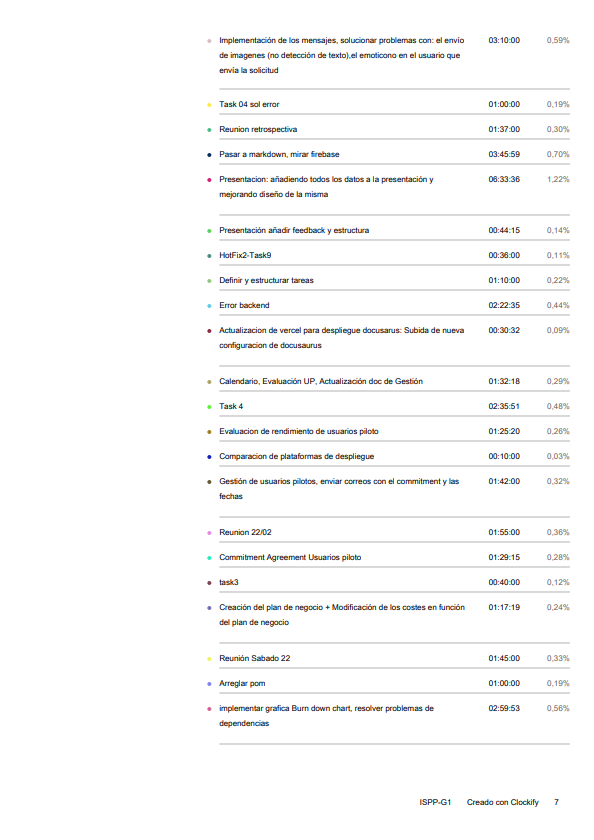 Implementación de los mensajes, solucionar problemas con: el envío 03:10:00 0,59%
de imagenes (no detección de texto),el emoticono en el usuario que
envía la solicitud
Task 04 sol error 01:00:00 0,19%
Reunion retrospectiva 01:37:00 0,30%
Pasar a markdown, mirar firebase 03:45:59 0,70%
Presentacion: añadiendo todos los datos a la presentación y 06:33:36 1,22%
mejorando diseño de la misma
Presentación añadir feedback y estructura 00:44:15 0,14%
HotFix2-Task9 00:36:00 0,11%
Definir y estructurar tareas 01:10:00 0,22%
Error backend 02:22:35 0,44%
Actualizacion de vercel para despliegue docusarus: Subida de nueva 00:30:32 0,09%
configuracion de docusaurus
Calendario, Evaluación UP, Actualización doc de Gestión 01:32:18 0,29%
Task 4 02:35:51 0,48%
Evaluacion de rendimiento de usuarios piloto 01:25:20 0,26%
Comparacion de plataformas de despliegue 00:10:00 0,03%
Gestión de usuarios pilotos, enviar correos con el commitment y las 01:42:00 0,32%
fechas
Reunion 22/02 01:55:00 0,36%
Commitment Agreement Usuarios piloto 01:29:15 0,28%
task3 00:40:00 0,12%
Creación del plan de negocio + Modificación de los costes en función 01:17:19 0,24%
del plan de negocio
Reunión Sabado 22 01:45:00 0,33%
Arreglar pom 01:00:00 0,19%
implementar grafica Burn down chart, resolver problemas de 02:59:53 0,56%
dependencias
ISPP-G1 Creado con Clockify 7